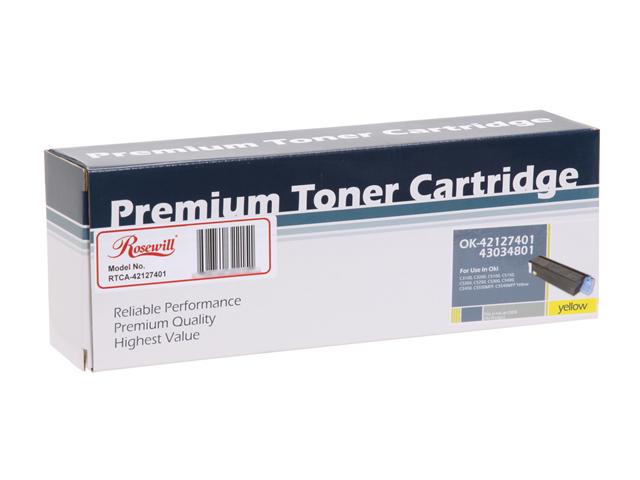 Premium Toner Cartridge
Premium Toner Cartridge
Rosewill
Model No.
RTCA-42127401
Reliable Performance
Premium Quality
Highest Value
OK-42127401
43034801
For Use in Oki
yellow